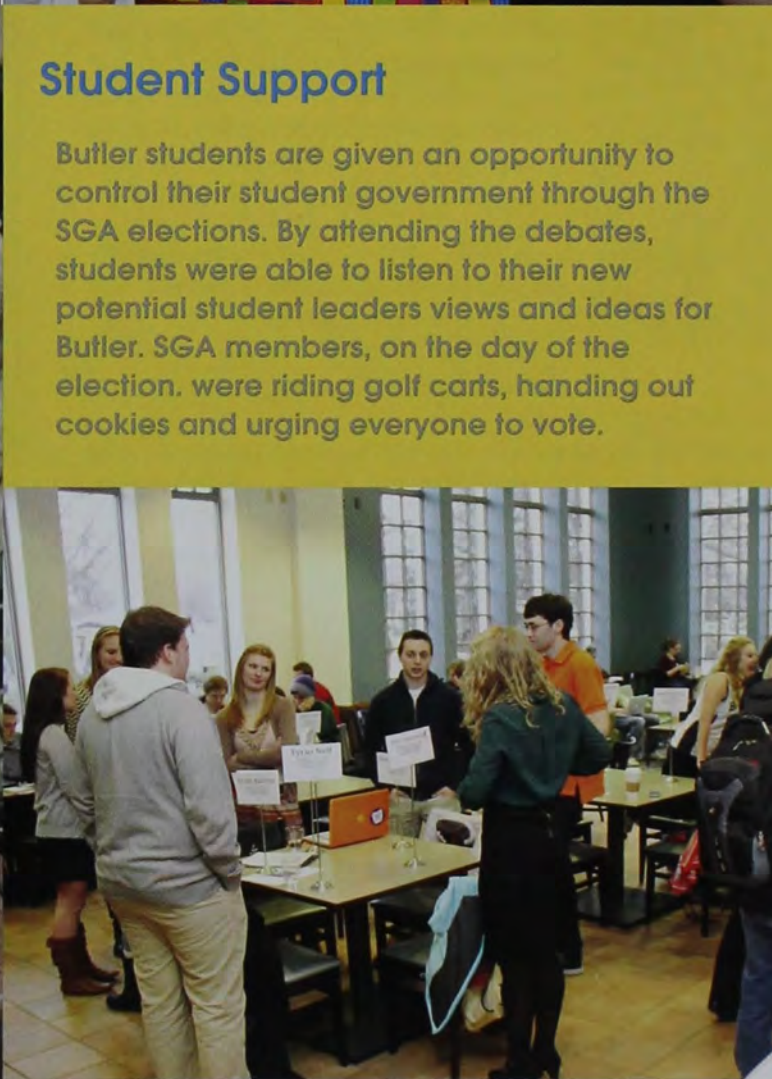 Student Support
Butler students are given an opportunity to
control their student government through the
SGA elections. By attending the debates,
students were able to listen to their new
potential student leaders views and ideas for
Butler. SGA members, on the day of the
election. were riding golf carts, handing out
cookies and urging everyone to vote.